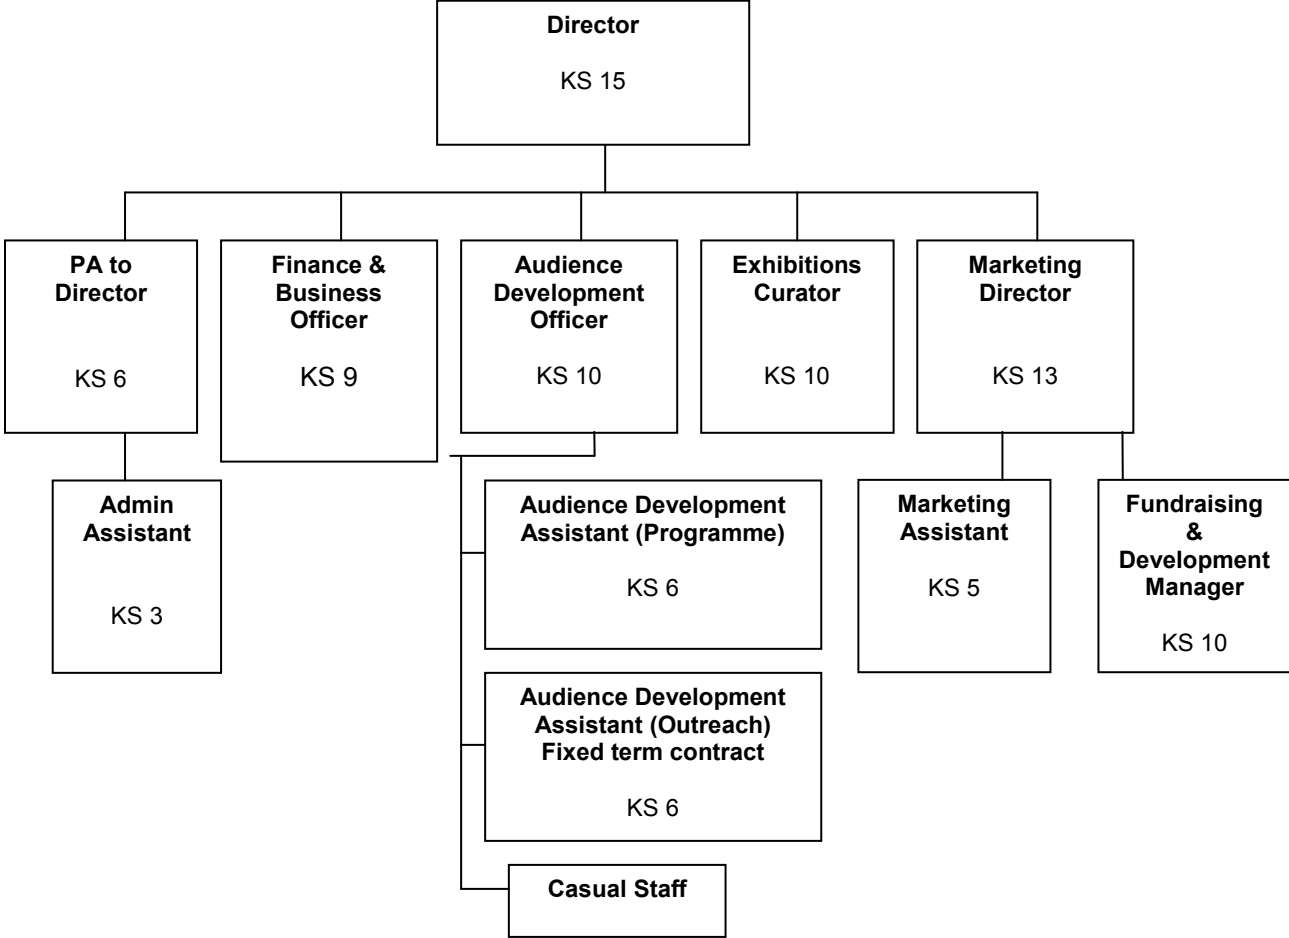 Director
KS 15
PA to
Director
KS 6
Finance &
Business
Officer
KS 9
Audience
Development
Officer
KS 10
Exhibitions
Curator
KS 10
Marketing
Director
KS 13
Admin
Assistant
KS 3
Audience Development
Assistant (Programme)
KS 6
Audience Development
Assistant (Outreach)
Fixed term contract
KS 6
Casual Staff
Marketing
Assistant
KS 5
Fundraising
&
Development
Manager
KS 10